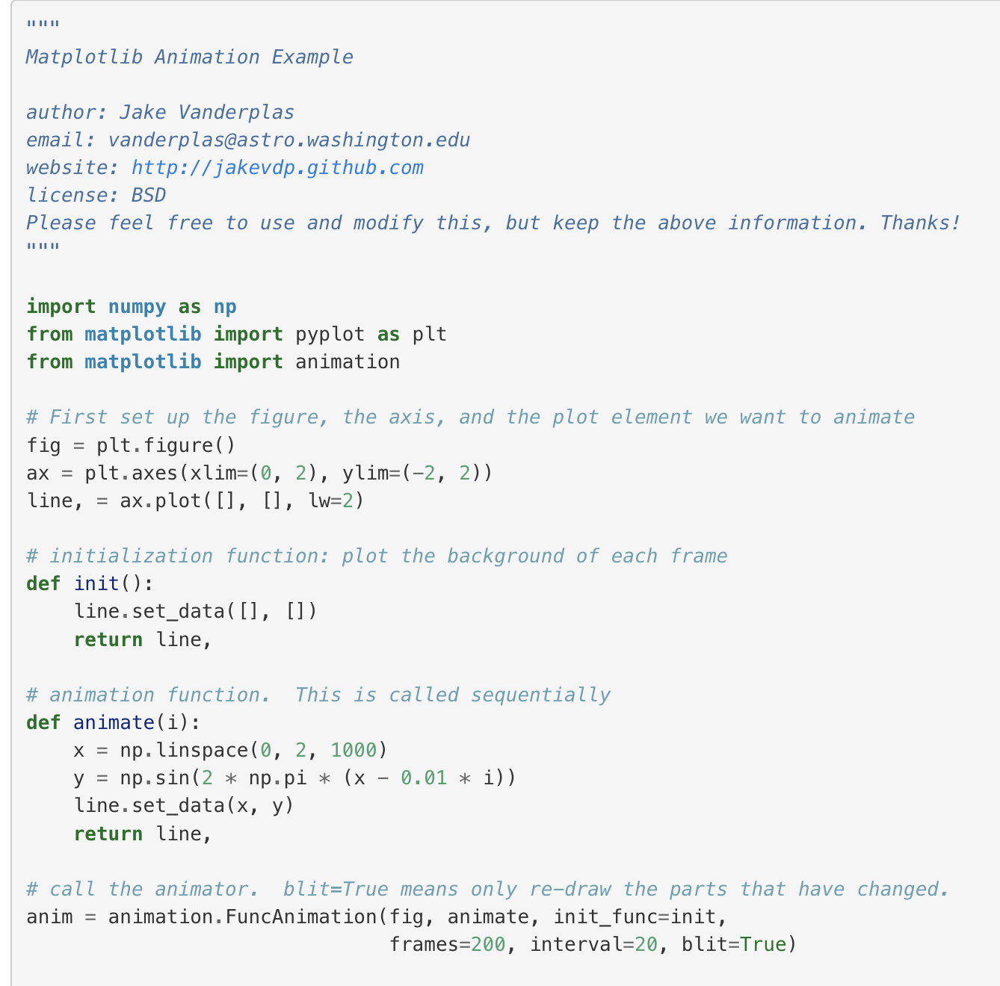 """
Matplotlib Animation Example

author: Jake Vanderplas
email: vanderplas@astro.washington.edu
website: http://jakevdp.github.com
license: BSD
Please feel free to use and modify this, but keep the above information. Thanks!
"""

import numpy as np
from matplotlib import pyplot as plt
from matplotlib import animation

# First set up the figure, the axis, and the plot element we want to animate
fig = plt.figure()
ax = plt.axes(xlim=(0, 2), ylim=(-2, 2))
line, = ax.plot([], [], lw=2)

# initialization function: plot the background of each frame
def init():
    line.set_data([], [])
    return line,

# animation function.  This is called sequentially
def animate(i):
    x = np.linspace(0, 2, 1000)
    y = np.sin(2 * np.pi * (x - 0.01 * i))
    line.set_data(x, y)
    return line,

# call the animator.  blit=True means only re-draw the parts that have changed.
anim = animation.FuncAnimation(fig, animate, init_func=init,
                               frames=200, interval=20, blit=True)